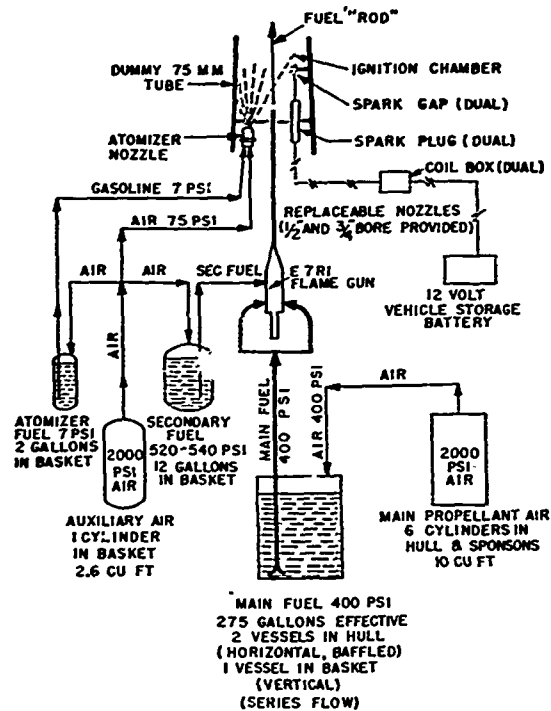 FUEL "ROD"
DUMMY 75 MM
TUBE
IGNITION CHAMBER
SPARK GAP (DUAL)
ATOMIZER
NOZZLE
SPARK PLUG (DUAL)
COIL BOX (DUAL)
GASOLINE 7 PSI
AIR 75 PSI
REPLACEABLE NOZZLES
(1/2" AND 3/4" BORE PROVIDED)
AIR
AIR
SEC FUEL
E 7R1
FLAME GUN
12 VOLT
VEHICLE STORAGE
BATTERY
AIR
MAIN FUEL
400 PSI
AIR 400 PSI
AIR
ATOMIZER
FUEL 7 PSI
2 GALLONS
IN BASKET
SECONDARY
FUEL
520-540 PSI
12 GALLONS
IN BASKET
2000
PSI
AIR
2000
PSI-
AIR
AUXILIARY AIR
1 CYLINDER
IN BASKET
2.6 CU FT
MAIN PROPELLANT AIR
6 CYLINDERS IN
HULL & SPONSONS
10 CU FT
MAIN FUEL 400 PSI
275 GALLONS EFFECTIVE
2 VESSELS IN HULL
(HORIZONTAL, BAFFLED)
1 VESSEL IN BASKET
(VERTICAL)
(SERIES FLOW)